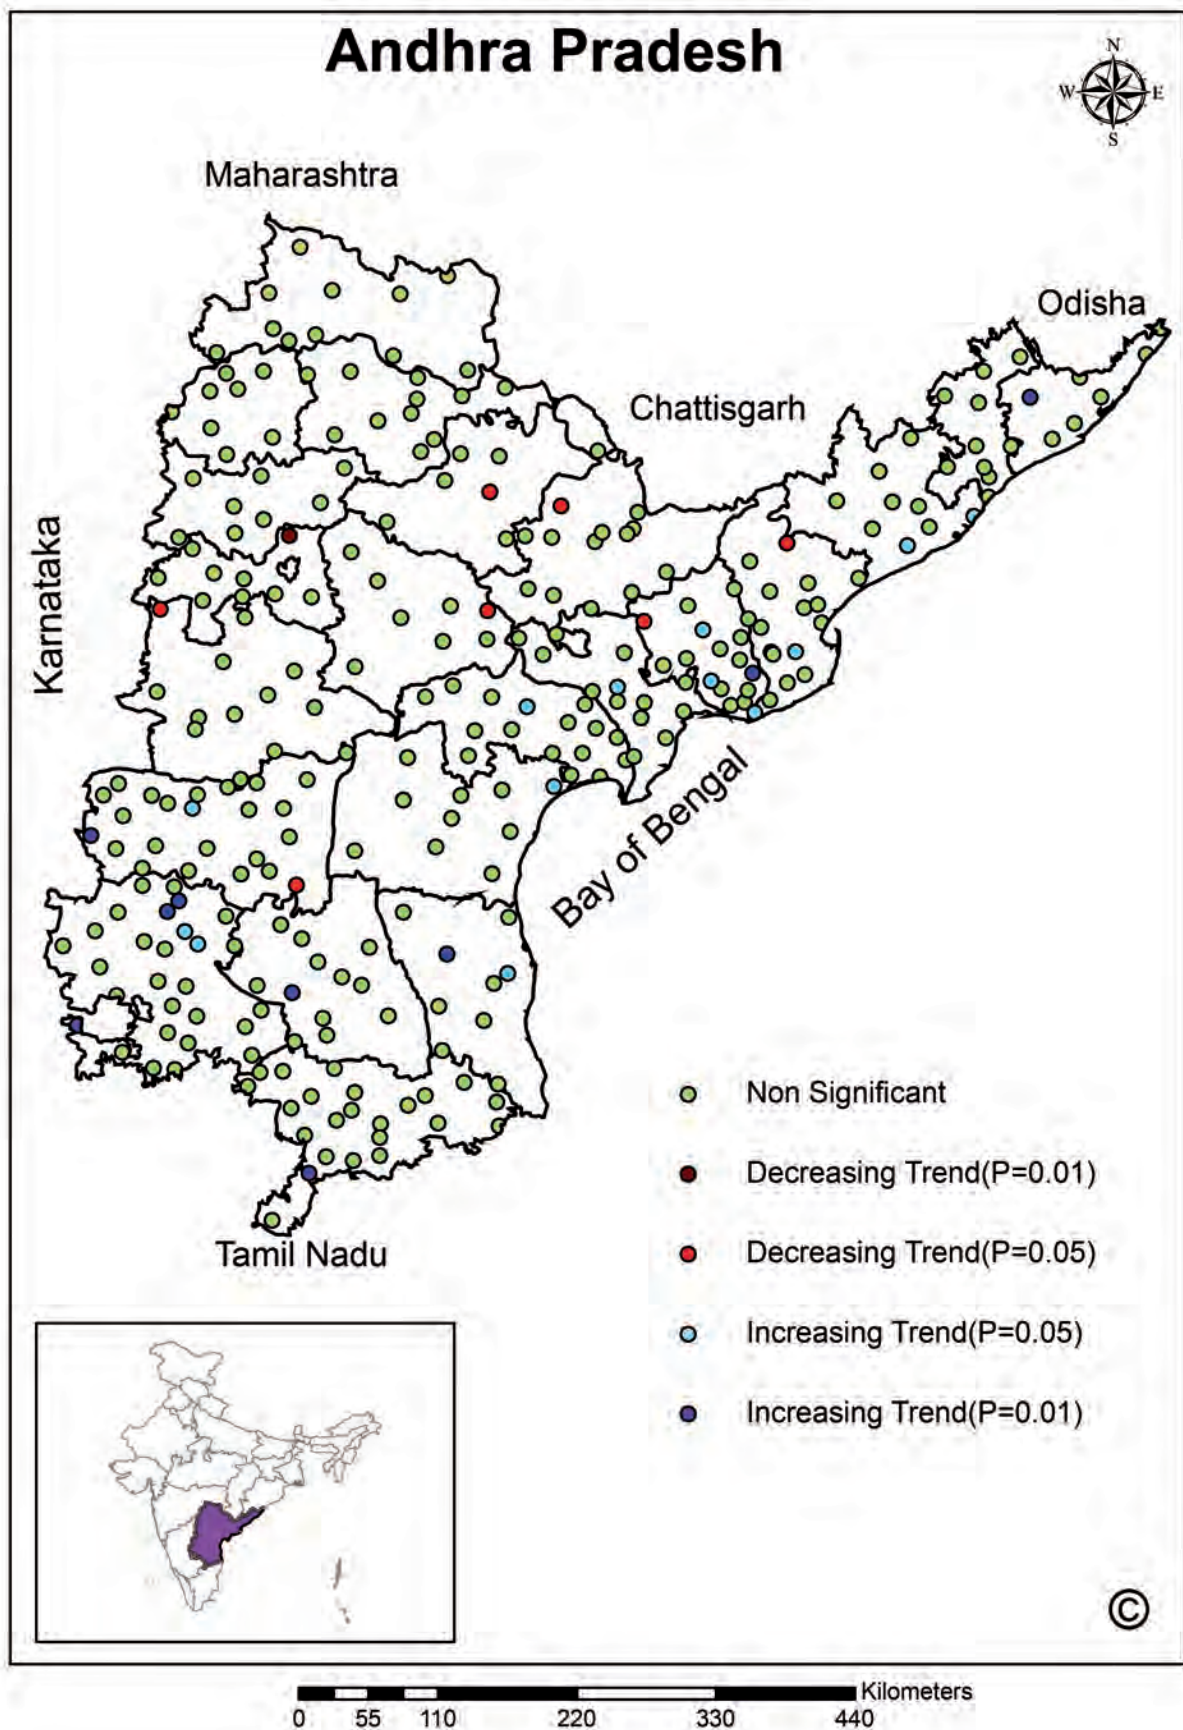 Andhra Pradesh
N
W E
S
Maharashtra
Odisha
Chattisgarh
Karnataka
Bay of Bengal
Non Significant
Decreasing Trend(P=0.01)
Decreasing Trend(P=0.05)
Tamil Nadu
Increasing Trend(P=0.05)
Increasing Trend(P=0.01)
©
Kilometers
0 55 110 220 330 440